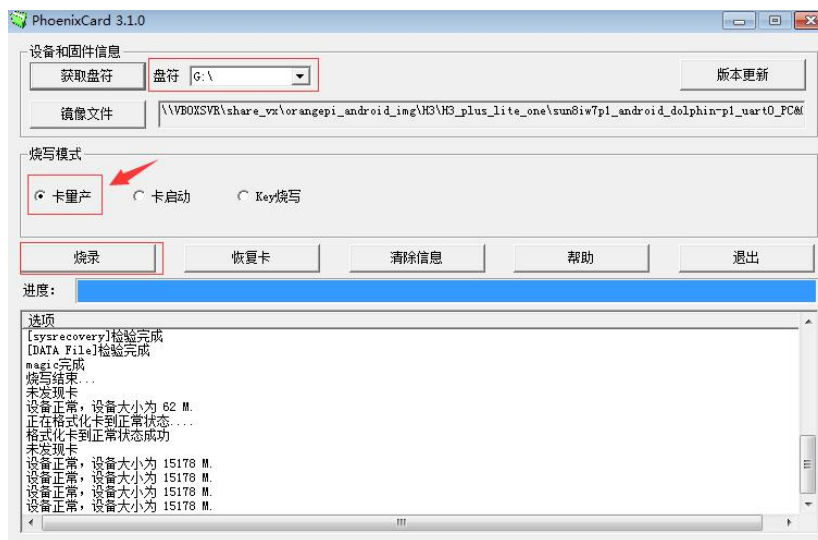 PhoenixCard 3.1.0
设备和固件信息
获取盘符
盘符
G:\
版本更新
镜像文件
\\VBOXSVR\share_vx\orangepi_android_img\H3\H3_plus_lite_one\sun8iw7p1_android_dolphin-p1_uart0_PC
烧写模式
卡量产
卡启动
Key烧写
烧录
恢复卡
清除信息
帮助
退出
进度:
选项
[sysrecovery]检验完成
[DATA File]检验完成
magic完成
烧写结束...
未发现卡
设备正常,设备大小为 62 M.
正在格式化卡到正常状态....
格式化卡到正常状态成功
未发现卡
设备正常,设备大小为 15178 M.
设备正常,设备大小为 15178 M.
设备正常,设备大小为 15178 M.
设备正常,设备大小为 15178 M.